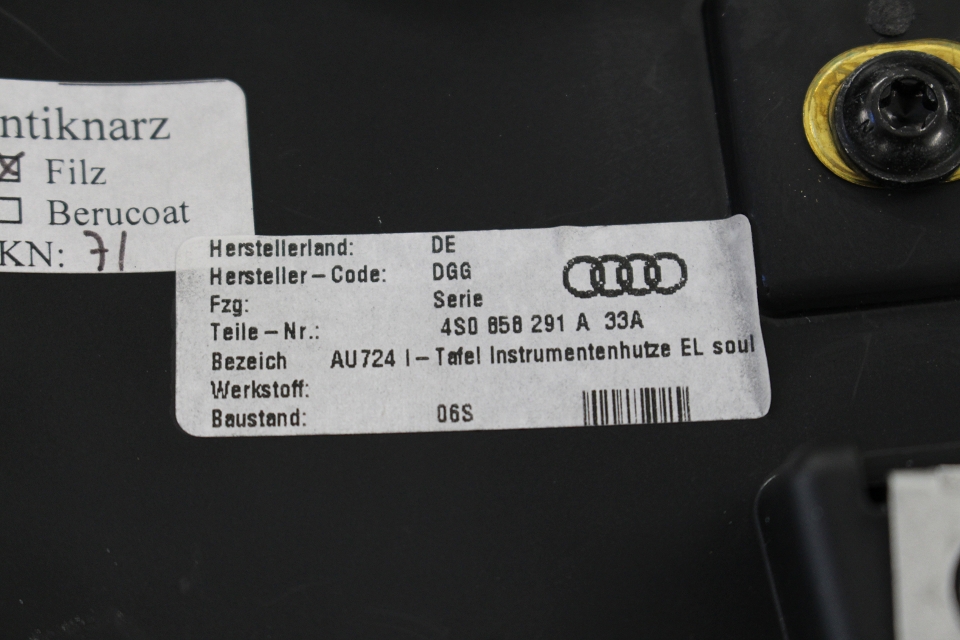 ntiknarz
Filz
Berucoat
KN: 71
Herstellerland: DE
Hersteller-Code: DGG
Fzg: Serie
Teile-Nr.: 4S0 858 291 A 33A
Bezeich AU724 I-Tafel Instrumentenhutze EL soul
Werkstoff:
Baustand: 06S